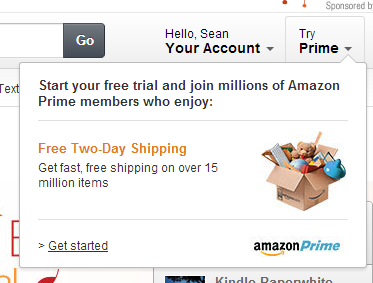 Sponsored by
Go
Hello, Sean
Your Account
Try
Prime
Text
Start your free trial and join millions of Amazon
Prime members who enjoy:
Free Two-Day Shipping
Get fast, free shipping on over 15
million items
> Get started
amazonPrime
Kindle Paperwhite